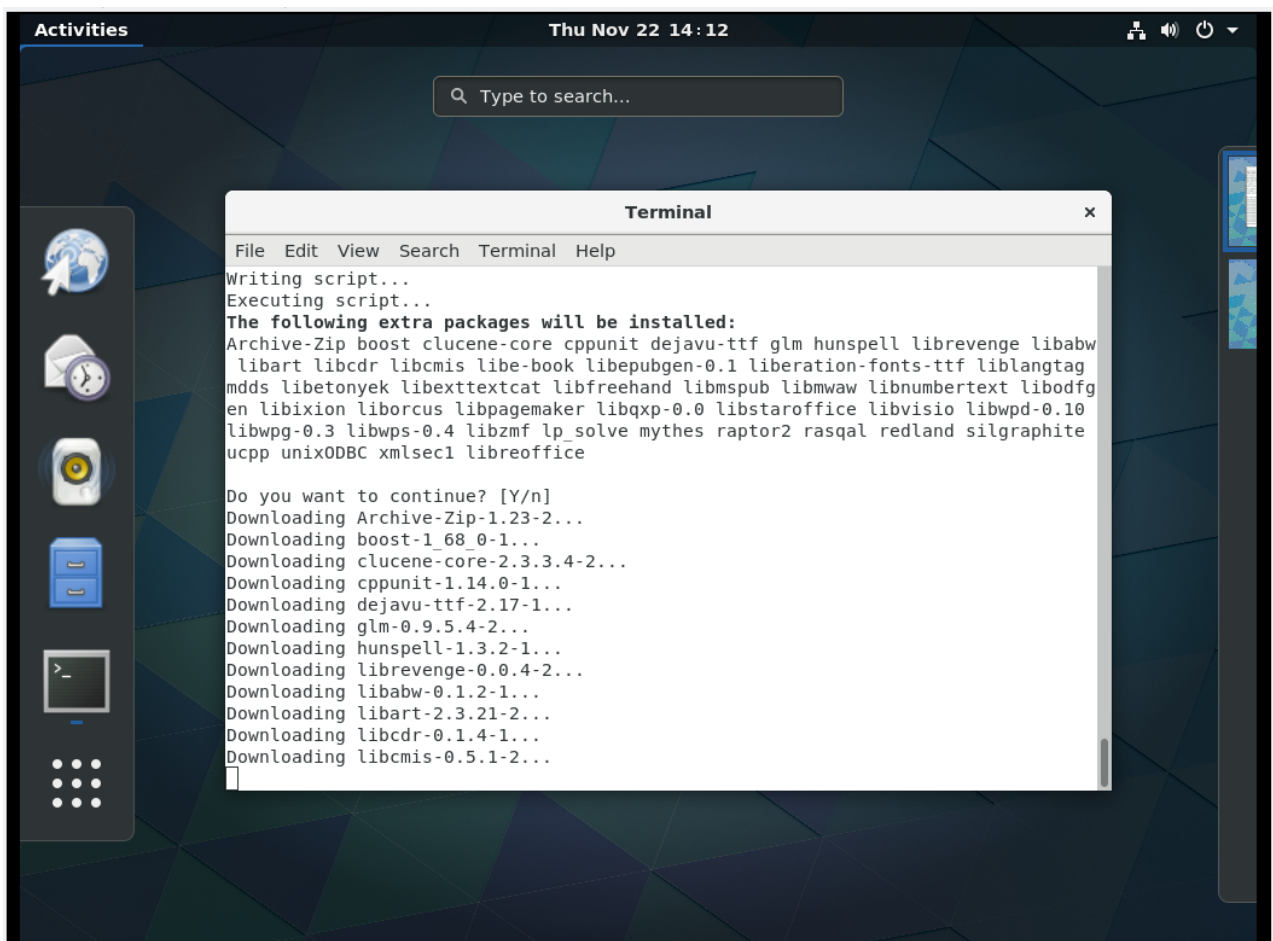 Activities
Thu Nov 22 14:12
Type to search...
Terminal
File Edit View Search Terminal Help
Writing script...
Executing script...
The following extra packages will be installed:
Archive-Zip boost clucene-core cppunit dejavu-ttf glm hunspell librevenge libabw
libart libcdr libcmis libe-book libepubgen-0.1 liberation-fonts-ttf liblangtag
mdds libetonyek libexttextcat libfreehand libmspub libmwaw libnumbertext libodfg
en libixion liborcus libpagemaker libqxp-0.0 libstaroffice libvisio libwpd-0.10
libwpg-0.3 libwps-0.4 libzmf lp_solve mythes raptor2 rasqal redland silgraphite
ucpp unixODBC xmlsec1 libreoffice
Do you want to continue? [Y/n]
Downloading Archive-Zip-1.23-2...
Downloading boost-1_68_0-1...
Downloading clucene-core-2.3.3.4-2...
Downloading cppunit-1.14.0-1...
Downloading dejavu-ttf-2.17-1...
Downloading glm-0.9.5.4-2...
Downloading hunspell-1.3.2-1...
Downloading librevenge-0.0.4-2...
Downloading libabw-0.1.2-1...
Downloading libart-2.3.21-2...
Downloading libcdr-0.1.4-1...
Downloading libcmis-0.5.1-2...
>_